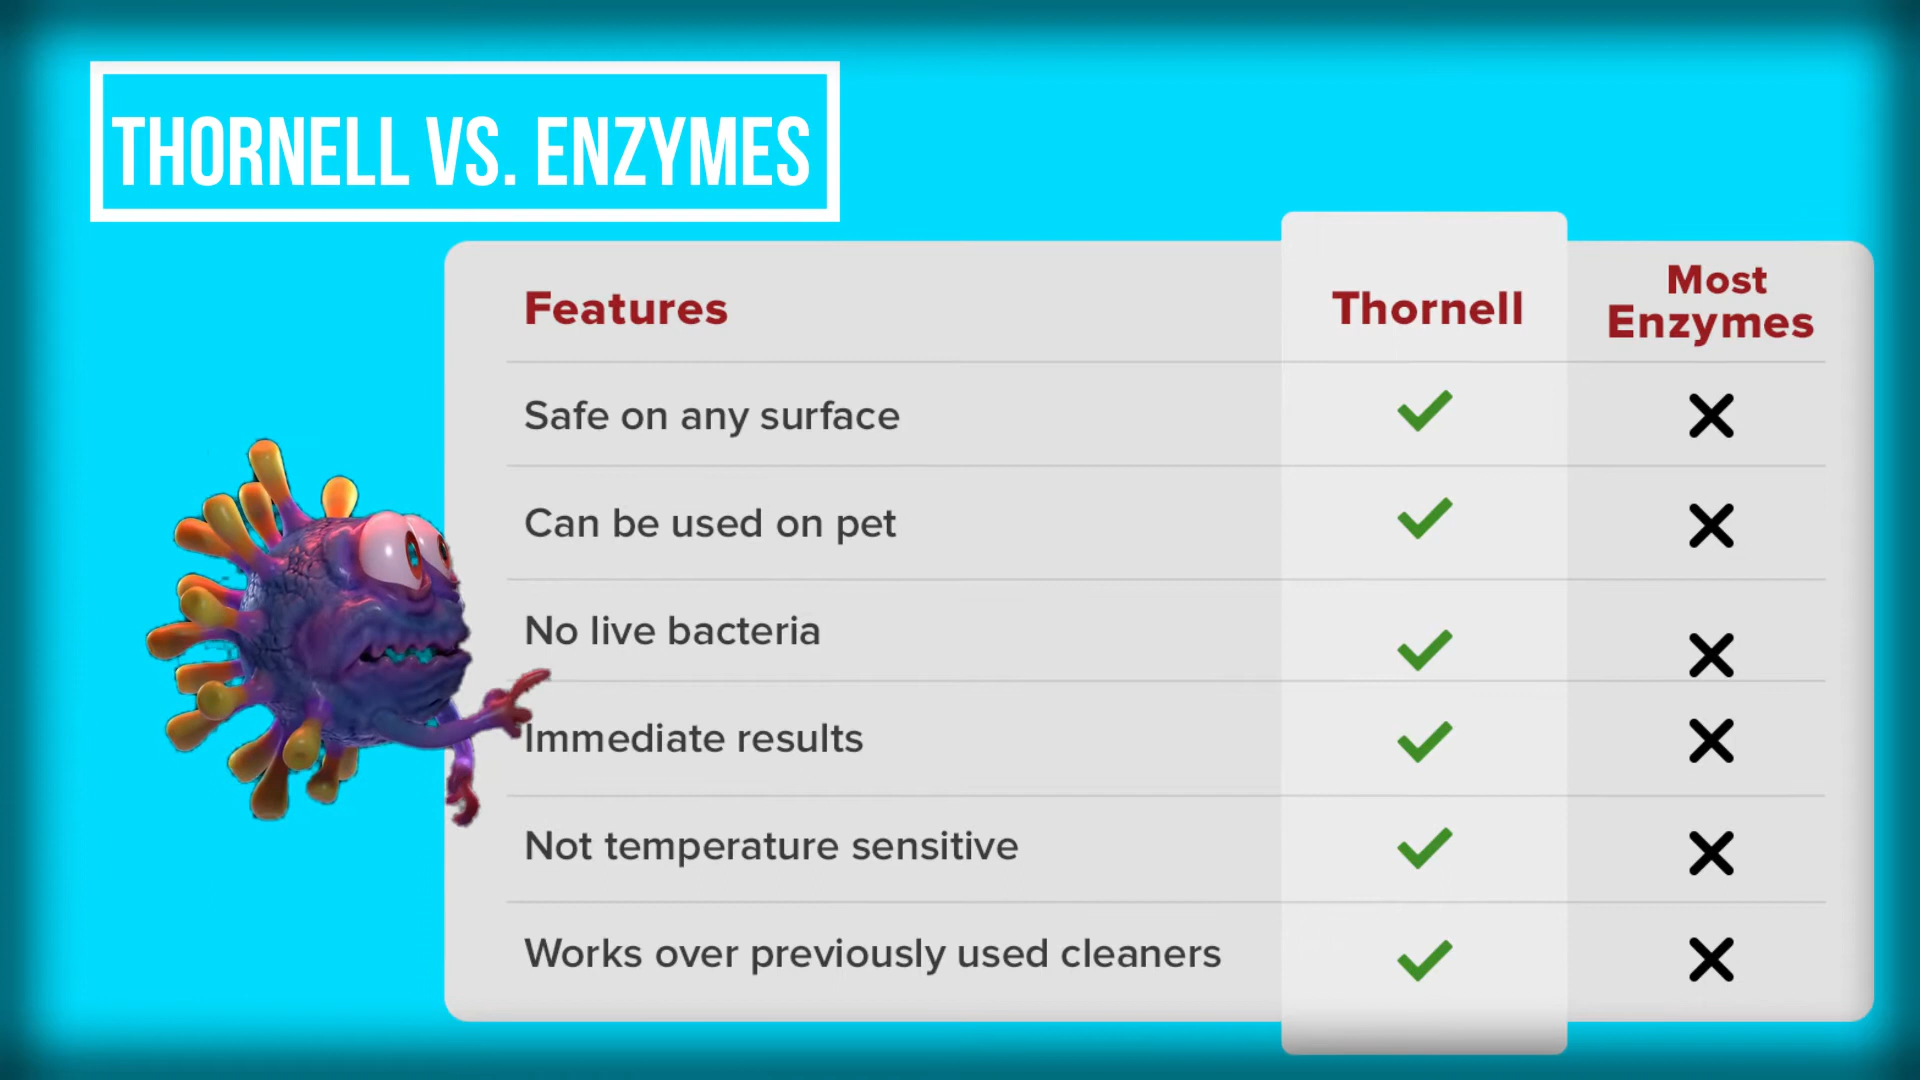 THORNELL VS. ENZYMES
Features
Thornell
Most
Enzymes
Safe on any surface
Can be used on pet
No live bacteria
Immediate results
Not temperature sensitive
Works over previously used cleaners